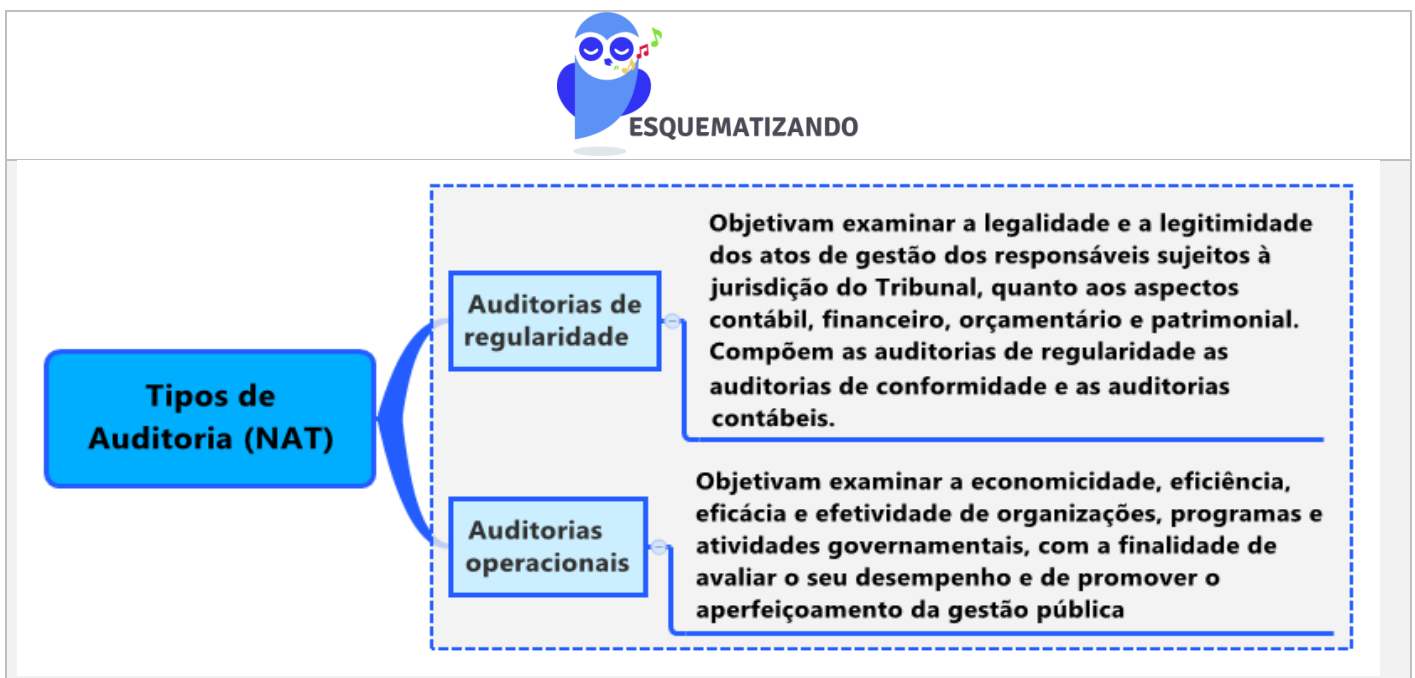 ESQUEMATIZANDO
Tipos de
Auditoria (NAT)
Auditorias de
regularidade
Objetivam examinar a legalidade e a legitimidade
dos atos de gestão dos responsáveis sujeitos à
jurisdição do Tribunal, quanto aos aspectos
contábil, financeiro, orçamentário e patrimonial.
Compõem as auditorias de regularidade as
auditorias de conformidade e as auditorias
contábeis.
Auditorias
operacionais
Objetivam examinar a economicidade, eficiência,
eficácia e efetividade de organizações, programas e
atividades governamentais, com a finalidade de
avaliar o seu desempenho e de promover o
aperfeiçoamento da gestão pública